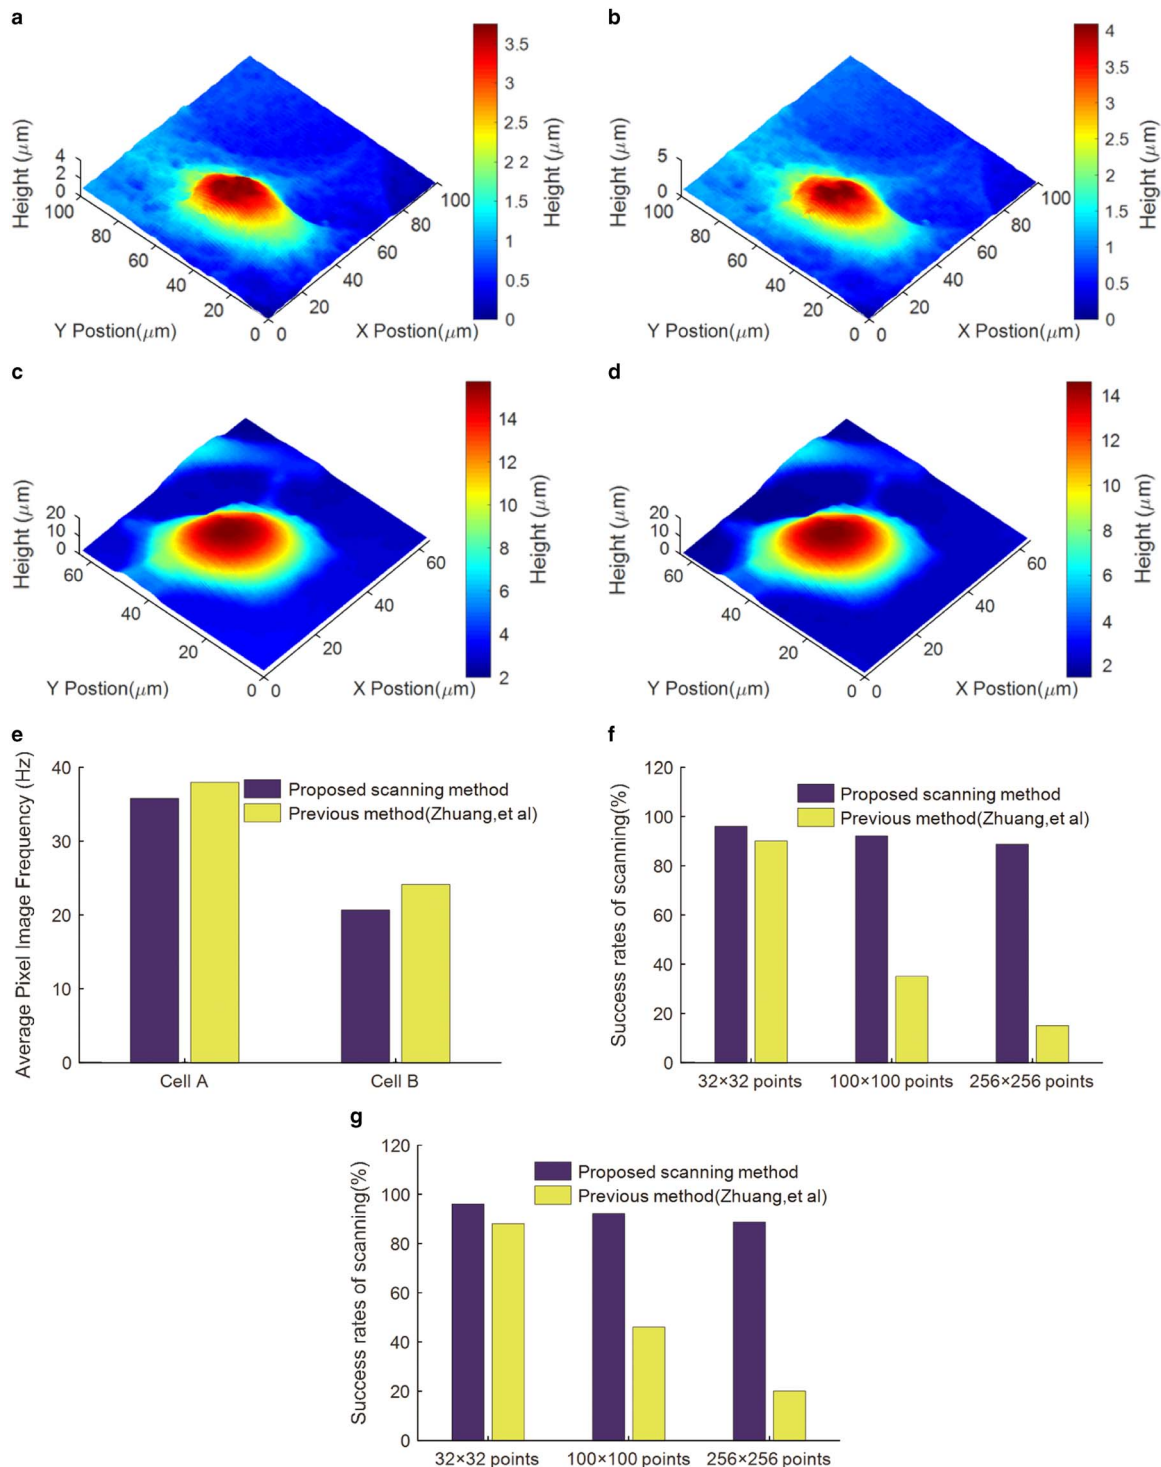 a
3.5
3
2.5
2.2
1.5
1
0.5
0
Height (μm)
Height (μm)
4
2
0
100
80
60
40
20
0
0
20
40
60
80
100
Y Postion(μm)
X Postion(μm)
b
4
3.5
3
2.5
2
1.5
1
0.5
0
Height (μm)
Height (μm)
5
0
100
80
60
40
20
0
0
20
40
60
80
100
Y Postion(μm)
X Postion(μm)
c
14
12
10
8
6
4
2
Height (μm)
Height (μm)
20
10
0
60
40
20
0
0
20
40
60
Y Postion(μm)
X Postion(μm)
d
14
12
10
8
6
4
2
Height (μm)
Height (μm)
20
10
0
60
40
20
0
0
20
40
60
Y Postion(μm)
X Postion(μm)
e
Average Pixel Image Frequency (Hz)
40
30
20
10
0
Proposed scanning method
Previous method(Zhuang,et al)
Cell A
Cell B
f
Success rates of scanning(%)
120
100
80
60
40
20
0
Proposed scanning method
Previous method(Zhuang,et al)
32×32 points
100×100 points
256×256 points
g
Success rates of scanning(%)
120
100
80
60
40
20
0
Proposed scanning method
Previous method(Zhuang,et al)
32×32 points
100×100 points
256×256 points